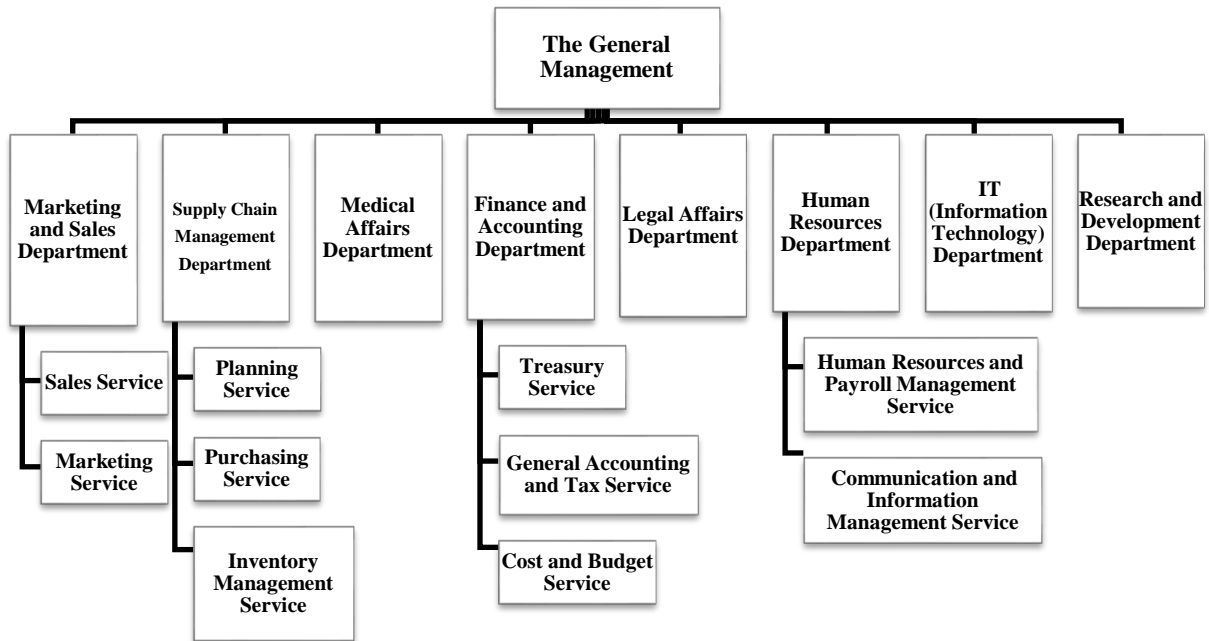 The General
Management
Marketing
and Sales
Department
Supply Chain
Management
Department
Medical
Affairs
Department
Finance and
Accounting
Department
Legal Affairs
Department
Human
Resources
Department
IT
(Information
Technology)
Department
Research and
Development
Department
Sales Service
Marketing
Service
Planning
Service
Purchasing
Service
Inventory
Management
Service
Treasury
Service
General Accounting
and Tax Service
Cost and Budget
Service
Human Resources and
Payroll Management
Service
Communication and
Information
Management Service